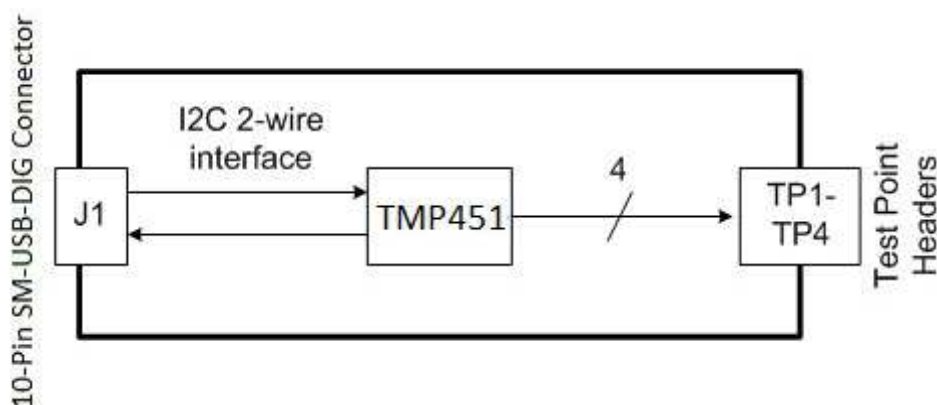 10-Pin SM-USB-DIG Connector
J1
I2C 2-wire
interface
TMP451
4
TP1-
TP4
Test Point
Headers